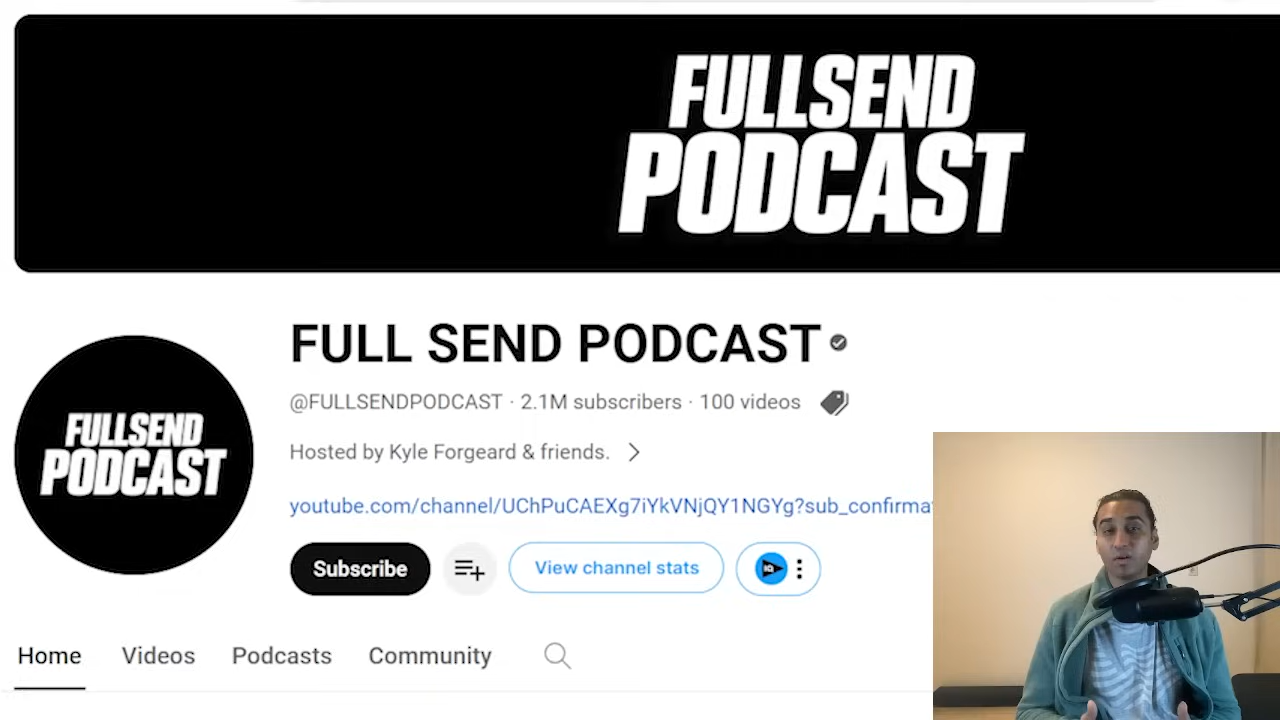 FULLSEND
PODCAST
FULL SEND PODCAST
@FULLSENDPODCAST · 2.1M subscribers · 100 videos
FULLSEND
PODCAST
Hosted by Kyle Forgeard & friends.
youtube.com/channel/UChPuCAEXg7iYkVNjQY1NGYg?sub_confirma
Subscribe
View channel stats
IQ
Home
Videos
Podcasts
Community